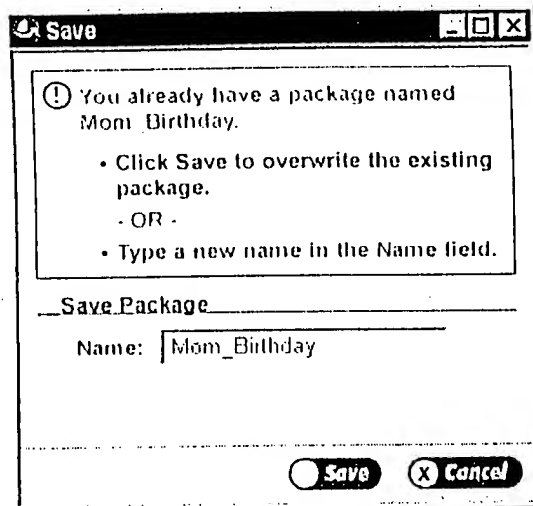 Save
! You already have a package named
Mom_Birthday.
• Click Save to overwrite the existing
package.
- OR -
• Type a new name in the Name field.
Save Package
Name: Mom_Birthday
Save X Cancel